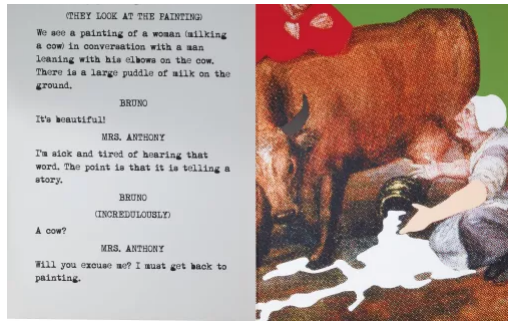 (THEY LOOK AT THE PAINTING)
We see a painting of a woman (milking
a cow) in conversation with a man
leaning with his elbows on the cow.
There is a large puddle of milk on the
ground.
BRUNO
It's beautiful!
MRS. ANTHONY
I'm sick and tired of hearing that
word. The point is that it is telling a
story.
BRUNO
(INCREDULOUSLY)
A cow?
MRS. ANTHONY
Will you excuse me? I must get back to
painting.